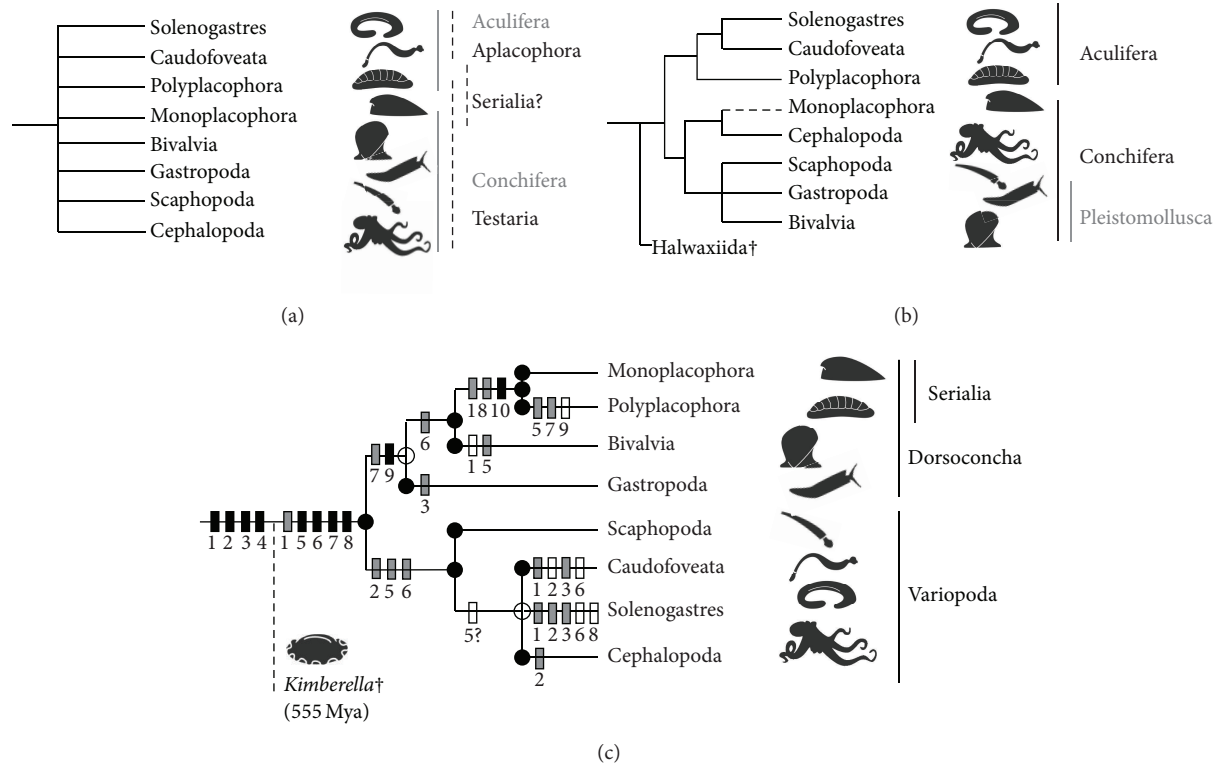 Solenogastres
Caudofoveata
Polyplacophora
Monoplacophora
Bivalvia
Gastropoda
Scaphopoda
Cephalopoda
Aculifera
Aplacophora
Serialia?
Conchifera
Testaria
(a)
Solenogastres
Caudofoveata
Polyplacophora
Monoplacophora
Cephalopoda
Scaphopoda
Gastropoda
Bivalvia
Halwaxiida†
Aculifera
Conchifera
Pleistomollusca
(b)
Monoplacophora
1 8 10
Polyplacophora
5 7 9
6
Bivalvia
1 5
7 9
Gastropoda
3
Scaphopoda
1 2 3 4 1 5 6 7 8
Caudofoveata
2 5 6
1 2 3 6
Solenogastres
5?
1 2 3 6 8
Cephalopoda
2
Serialia
Dorsoconcha
Variopoda
Kimberella†
(555 Mya)
(c)